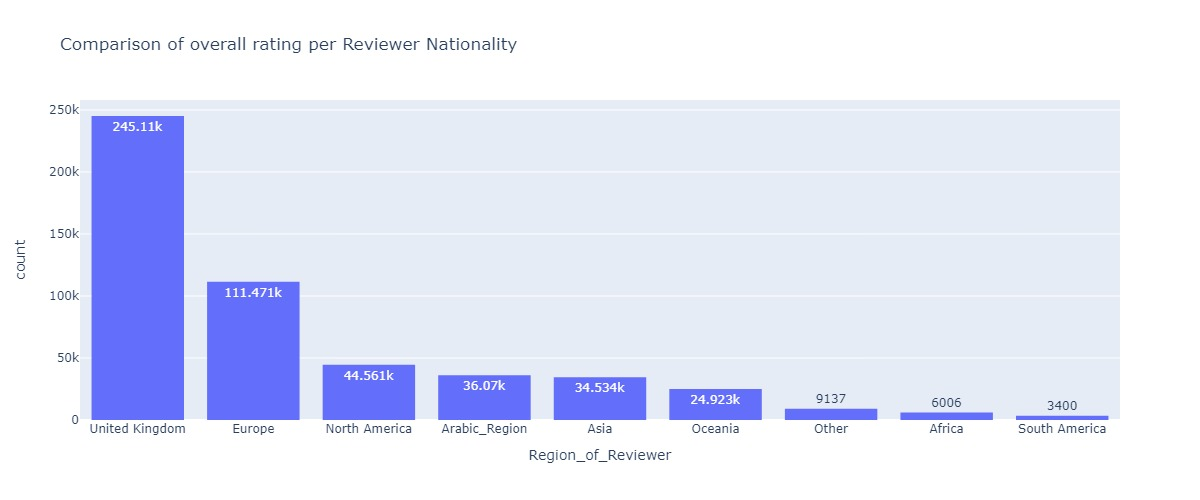 Comparison of overall rating per Reviewer Nationality
250k
200k
150k
100k
50k
0
count
245.11k
111.471k
44.561k
36.07k
34.534k
24.923k
9137
6006
3400
United Kingdom
Europe
North America
Arabic_Region
Asia
Oceania
Other
Africa
South America
Region_of_Reviewer